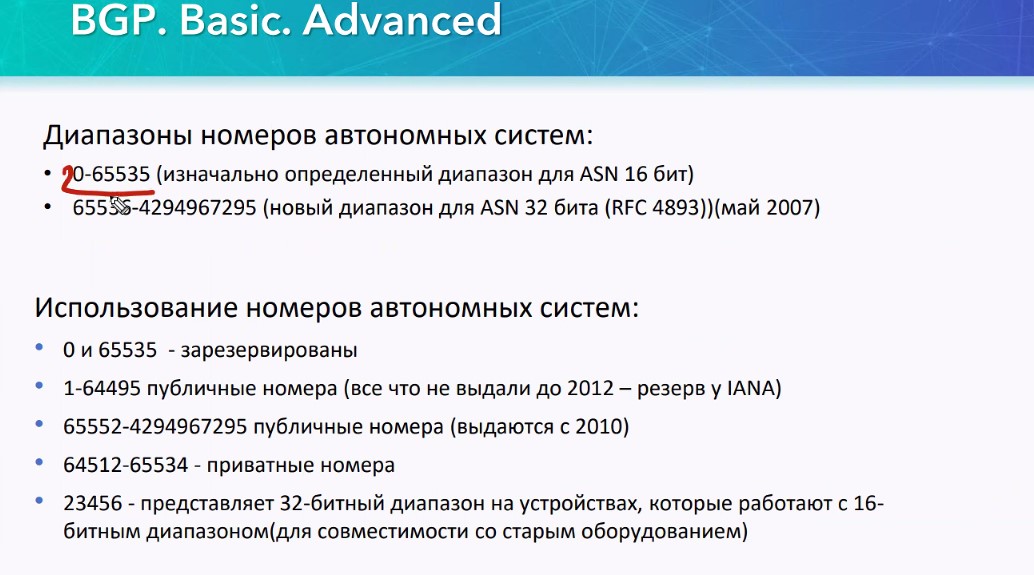 BGP. Basic. Advanced
Диапазоны номеров автономных систем:
• 0-65535 (изначально определенный диапазон для ASN 16 бит)
• 65536-4294967295 (новый диапазон для ASN 32 бита (RFC 4893))(май 2007)
Использование номеров автономных систем:
• 0 и 65535 - зарезервированы
• 1-64495 публичные номера (все что не выдали до 2012 – резерв у IANA)
• 65552-4294967295 публичные номера (выдаются с 2010)
• 64512-65534 - приватные номера
• 23456 - представляет 32-битный диапазон на устройствах, которые работают с 16-
битным диапазоном(для совместимости со старым оборудованием)